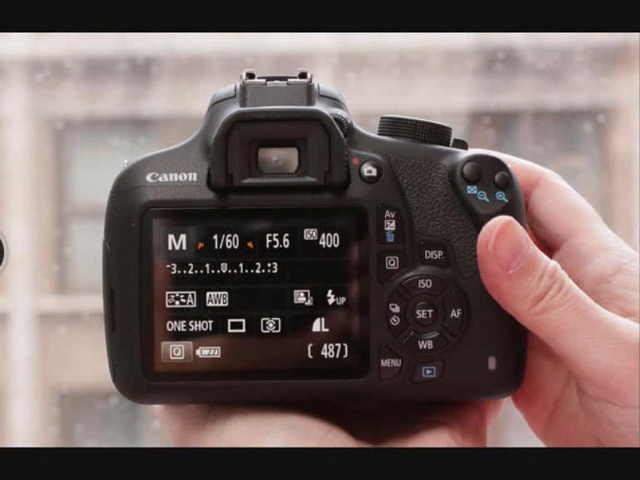 Canon
M 1/60 F5.6 ISO 400
-3..2..1..0..1..2.:3
A AWB UP
ONE SHOT L
Q [ 487]
Av
Q DISP.
ISO
SET AF
WB
MENU